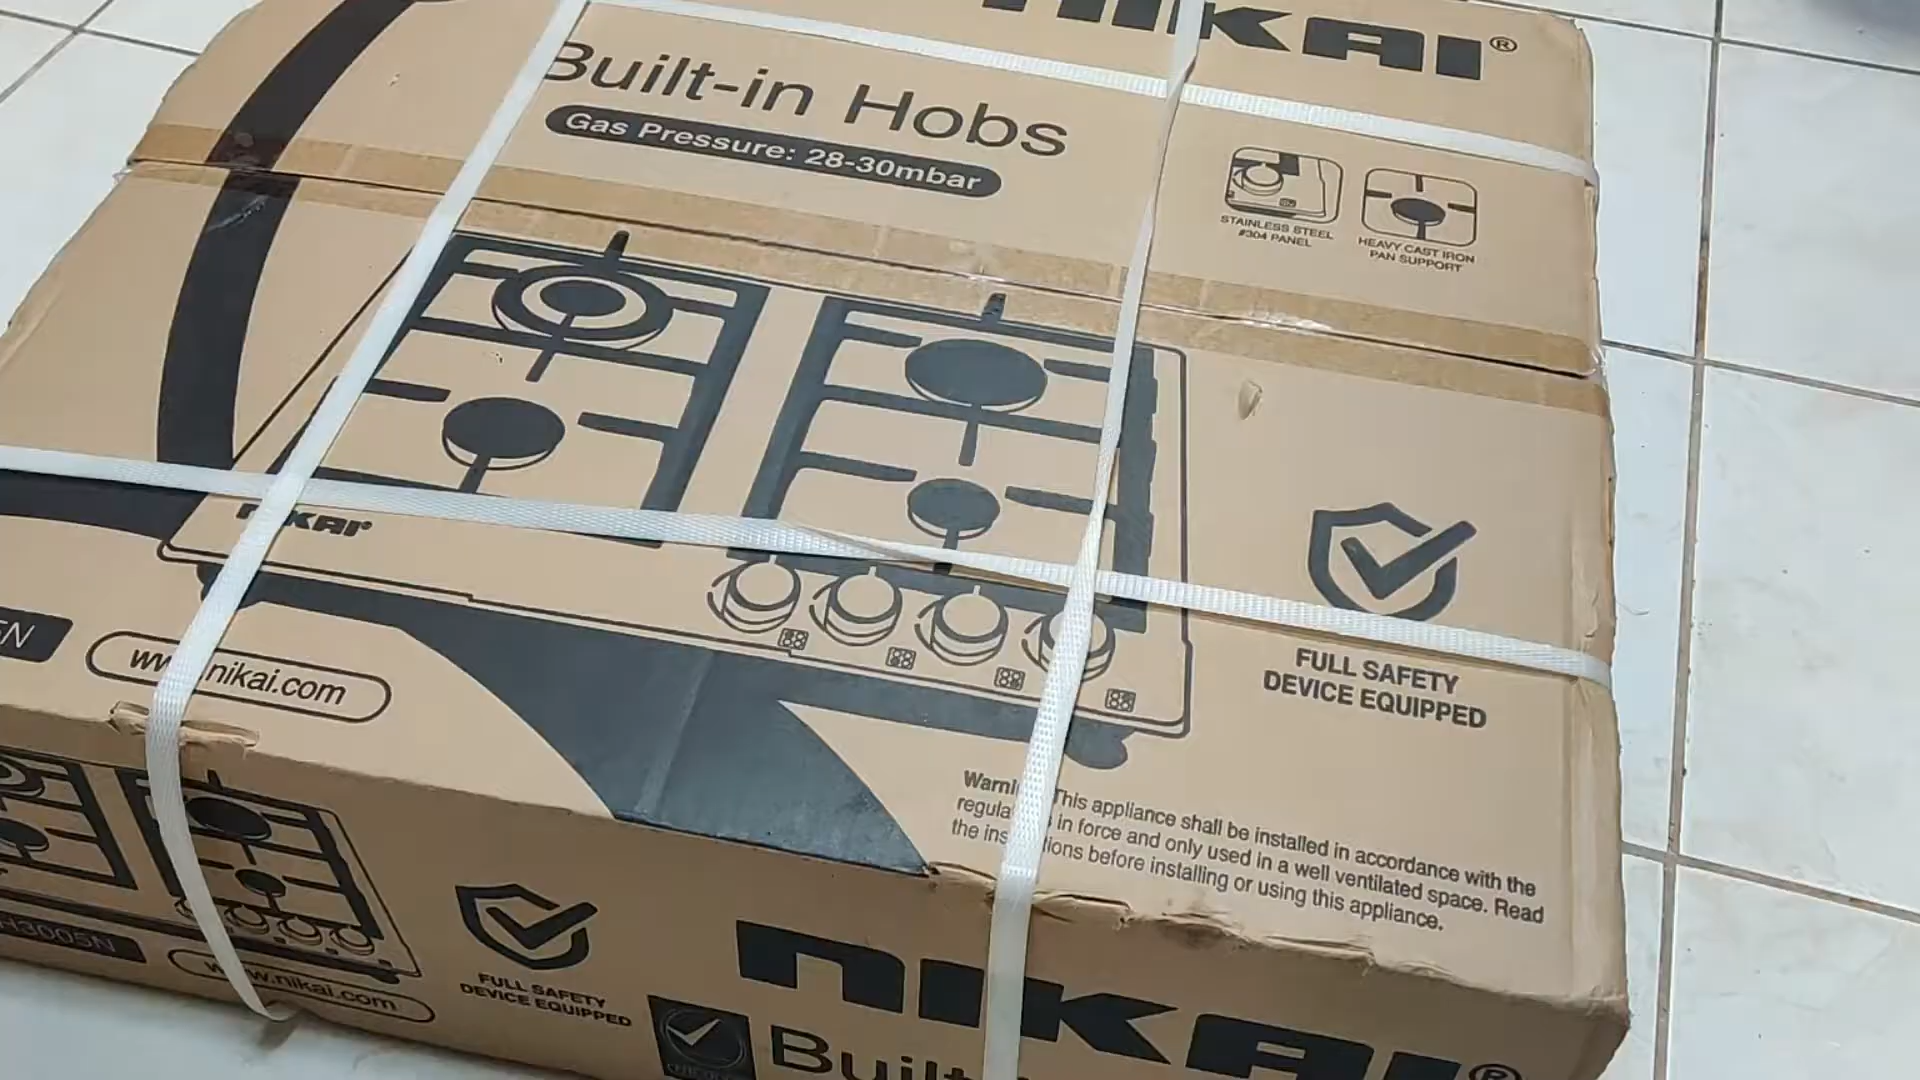 NIKAI®
Built-in Hobs
Gas Pressure: 28-30mbar
STAINLESS STEEL
#304 PANEL
HEAVY CAST IRON
PAN SUPPORT
NIKAI®
5N
www.nikai.com
FULL SAFETY
DEVICE EQUIPPED
This appliance shall be installed in accordance with the
in force and only used in a well ventilated space. Read
the before installing or using this appliance.
H3005N
www.nikai.com
FULL SAFETY
DEVICE EQUIPPED
NIKAI®
Built